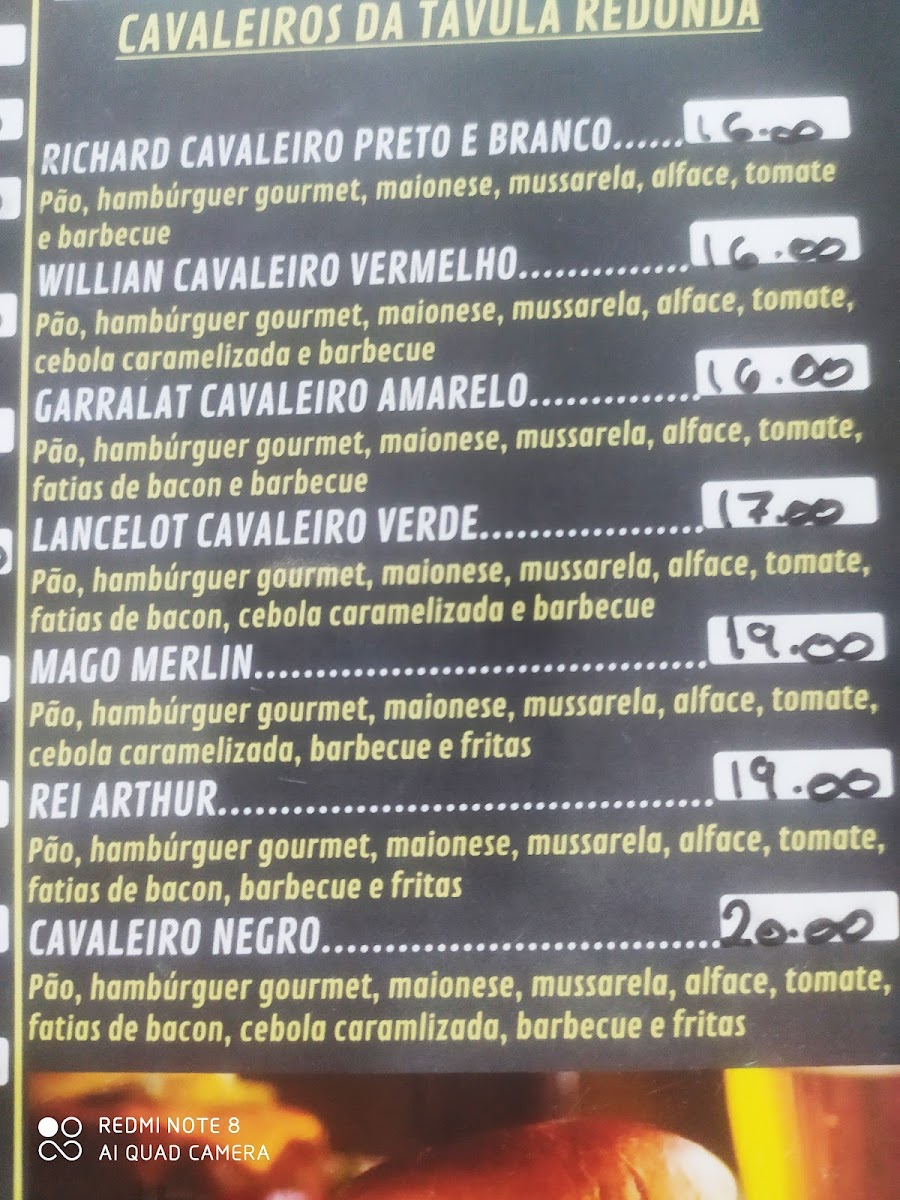 CAVALEIROS DA TÁVULA REDONDA
RICHARD CAVALEIRO PRETO E BRANCO......16.00
Pão, hambúrguer gourmet, maionese, mussarela, alface, tomate
e barbecue
WILLIAN CAVALEIRO VERMELHO..............16.00
Pão, hambúrguer gourmet, maionese, mussarela, alface, tomate,
cebola caramelizada e barbecue
GARRALAT CAVALEIRO AMARELO..............16.00
Pão, hambúrguer gourmet, maionese, mussarela, alface, tomate,
fatias de bacon e barbecue
LANCELOT CAVALEIRO VERDE..................17.00
Pão, hambúrguer gourmet, maionese, mussarela, alface, tomate,
fatias de bacon, cebola caramelizada e barbecue
MAGO MERLIN.....................................19.00
Pão, hambúrguer gourmet, maionese, mussarela, alface, tomate,
cebola caramelizada, barbecue e fritas
REI ARTHUR........................................19.00
Pão, hambúrguer gourmet, maionese, mussarela, alface, tomate,
fatias de bacon, barbecue e fritas
CAVALEIRO NEGRO................................20.00
Pão, hambúrguer gourmet, maionese, mussarela, alface, tomate,
fatias de bacon, cebola caramlizada, barbecue e fritas
REDMI NOTE 8
AI QUAD CAMERA